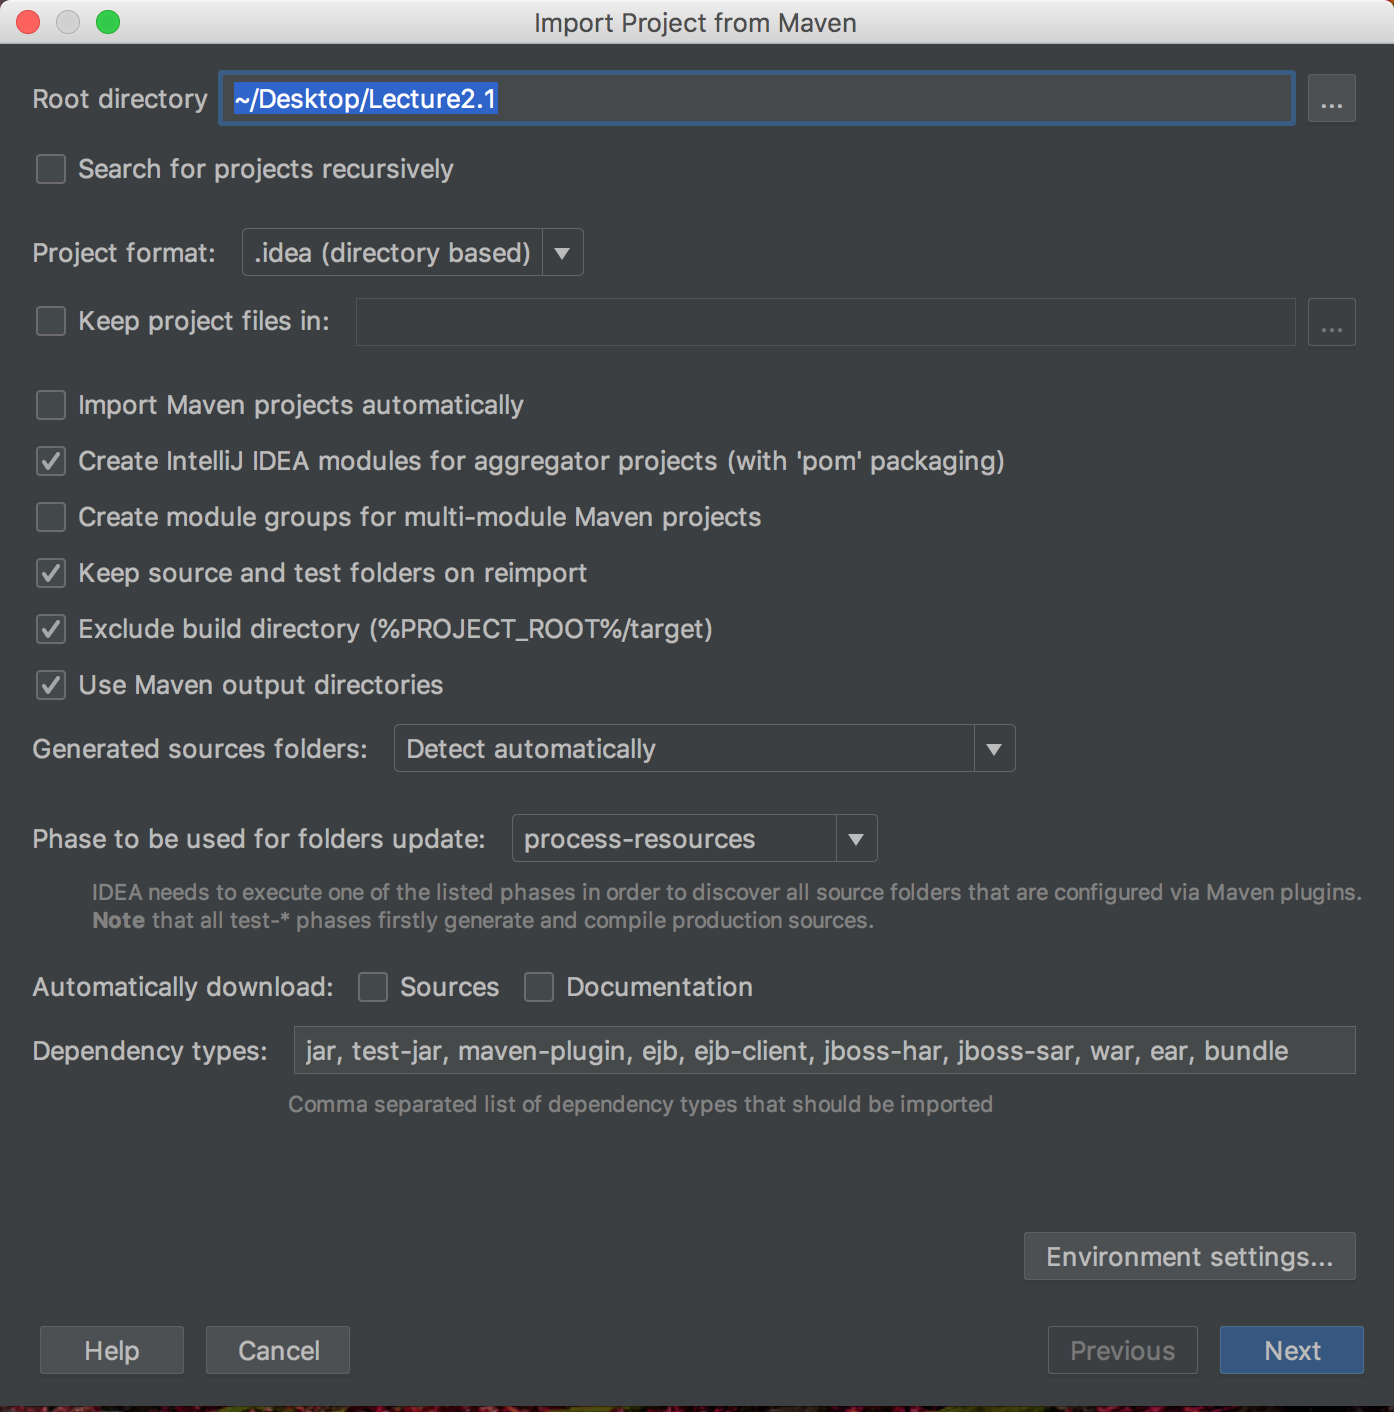 Import Project from Maven
Root directory ~/Desktop/Lecture2.1 ...
Search for projects recursively
Project format: .idea (directory based)
Keep project files in: ...
Import Maven projects automatically
Create IntelliJ IDEA modules for aggregator projects (with 'pom' packaging)
Create module groups for multi-module Maven projects
Keep source and test folders on reimport
Exclude build directory (%PROJECT_ROOT%/target)
Use Maven output directories
Generated sources folders: Detect automatically
Phase to be used for folders update: process-resources
IDEA needs to execute one of the listed phases in order to discover all source folders that are configured via Maven plugins.
Note that all test-* phases firstly generate and compile production sources.
Automatically download: Sources Documentation
Dependency types: jar, test-jar, maven-plugin, ejb, ejb-client, jboss-har, jboss-sar, war, ear, bundle
Comma separated list of dependency types that should be imported
Environment settings...
Help Cancel Previous Next